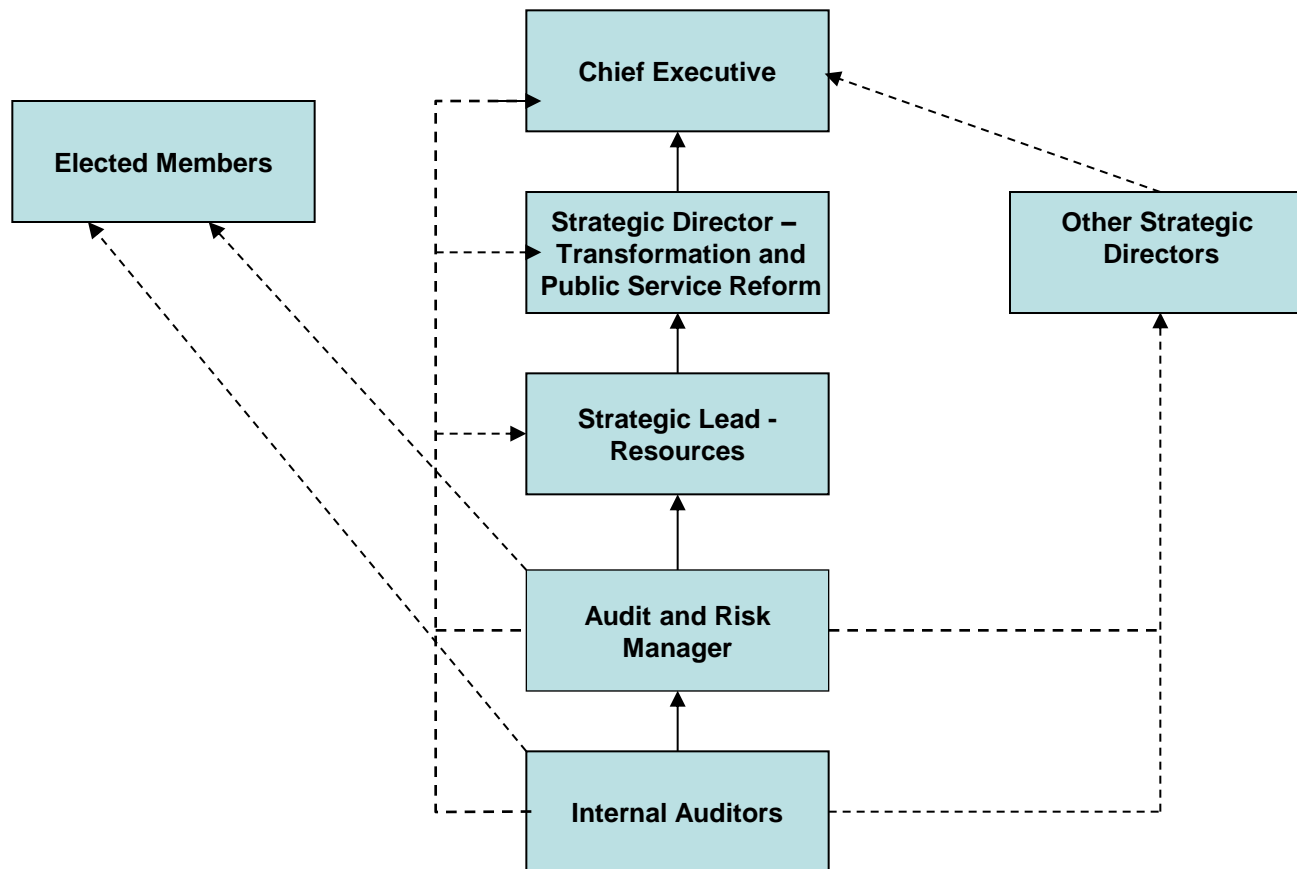 Chief Executive
Elected Members
Strategic Director –
Transformation and
Public Service Reform
Other Strategic
Directors
Strategic Lead -
Resources
Audit and Risk
Manager
Internal Auditors